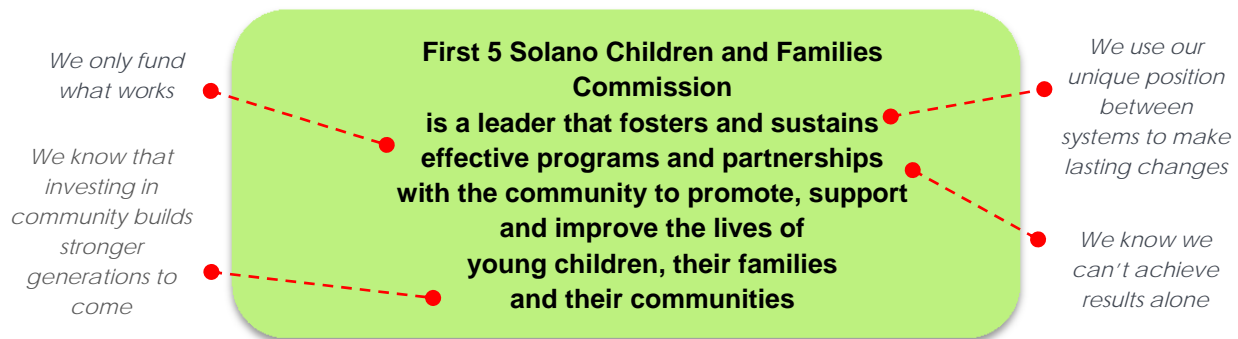 We only fund
what works
We know that
investing in
community builds
stronger
generations to
come
First 5 Solano Children and Families
Commission
is a leader that fosters and sustains
effective programs and partnerships
with the community to promote, support
and improve the lives of
young children, their families
and their communities
We use our
unique position
between
systems to make
lasting changes
We know we
can't achieve
results alone